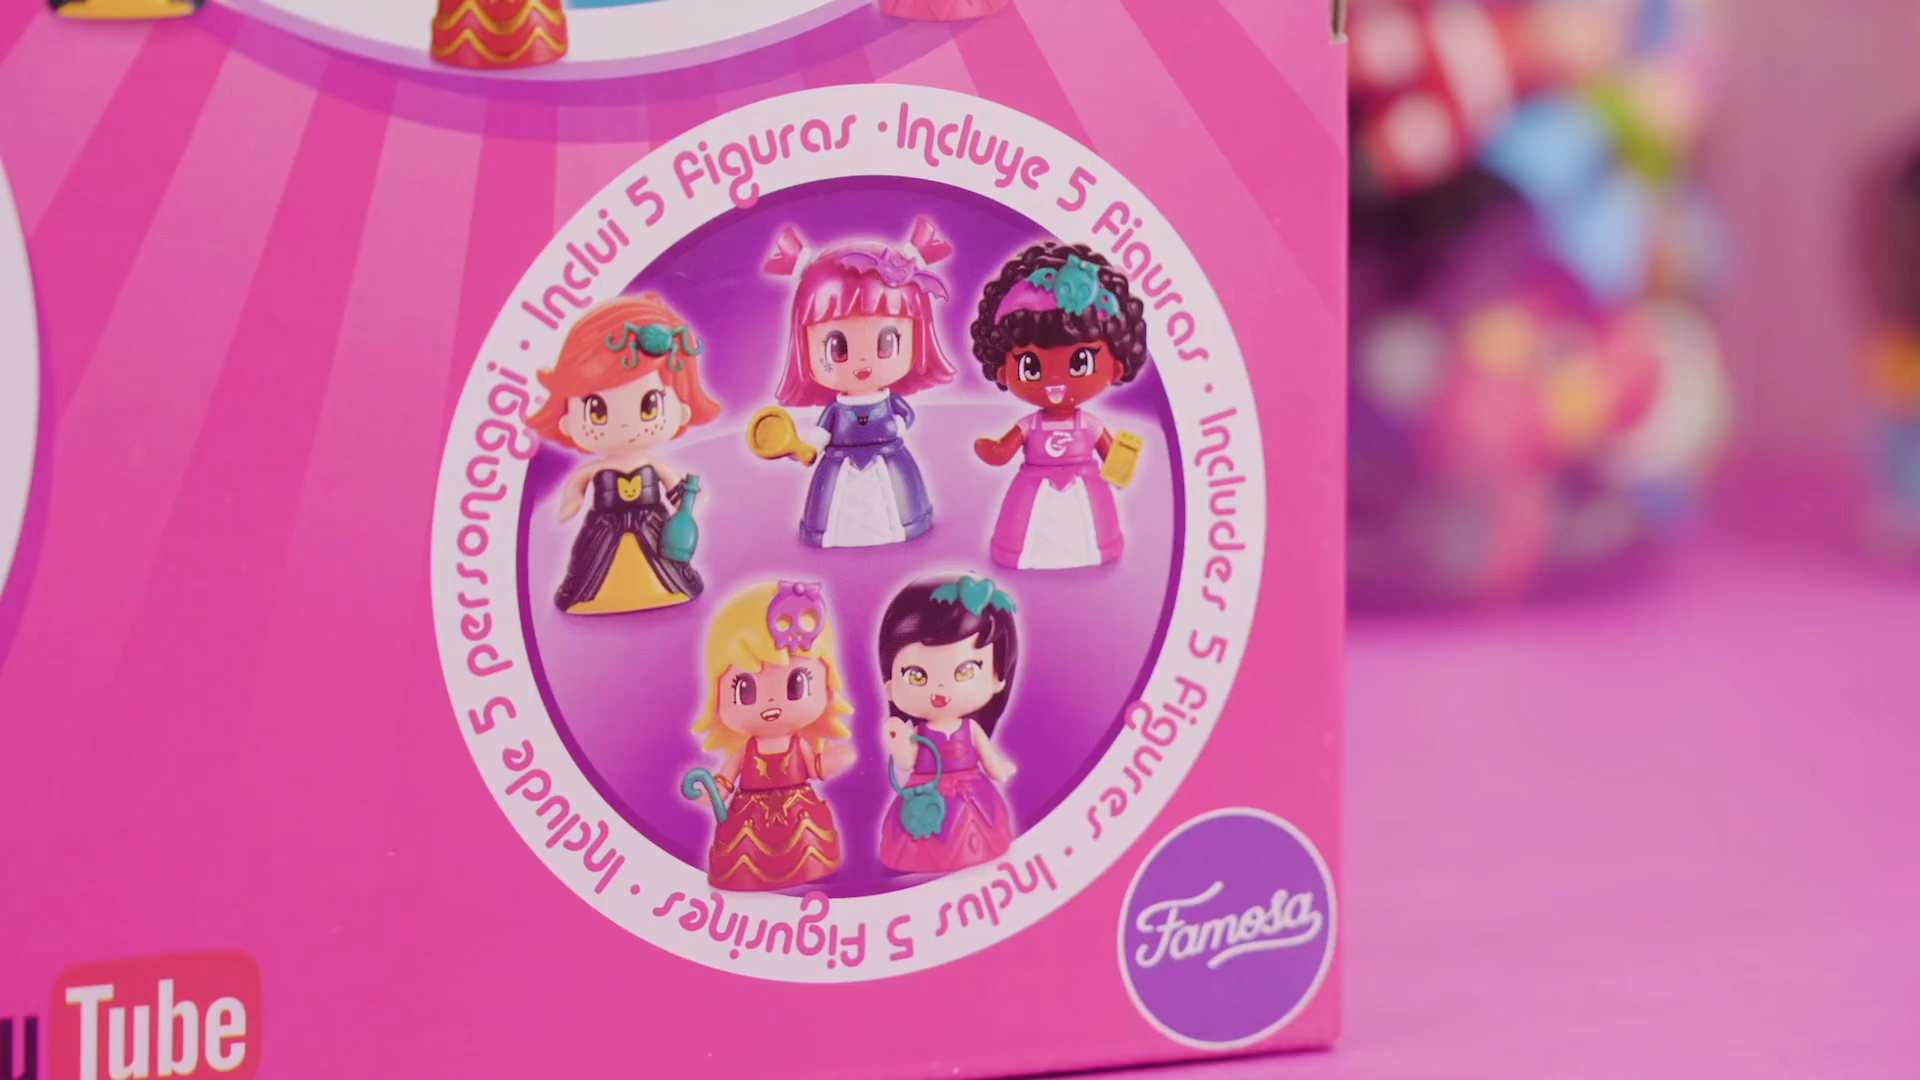 Inclui 5 figuras · Incluye 5 figuras · Includes 5 figures · Inclus 5 figurines · Include 5 personaggi ·
Famosa
Tube